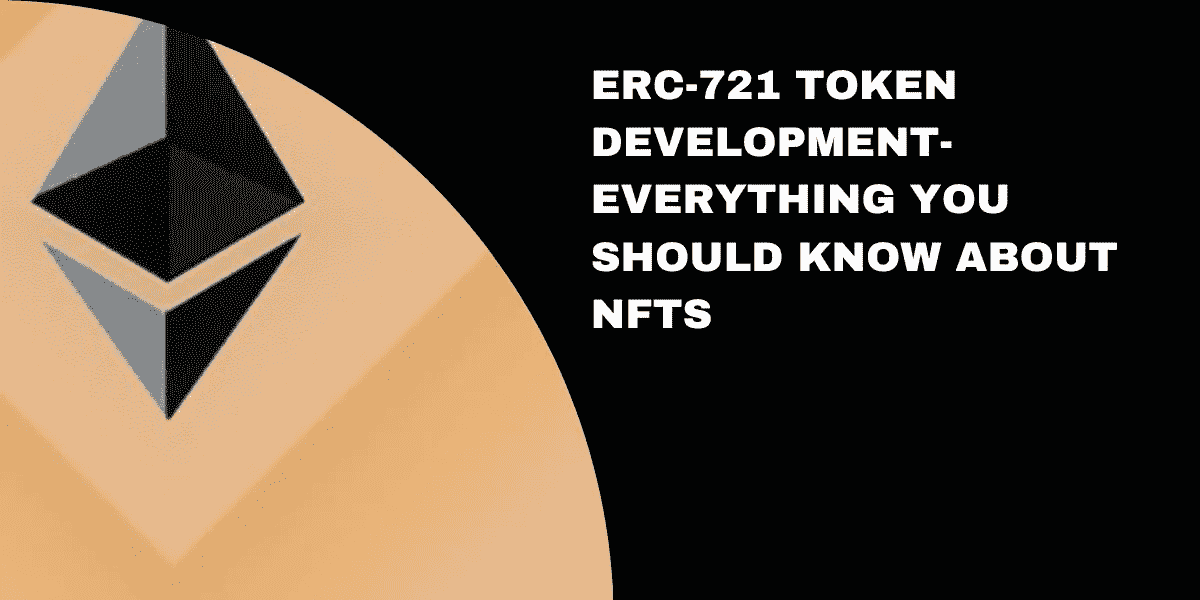 ERC-721 TOKEN
DEVELOPMENT-
EVERYTHING YOU
SHOULD KNOW ABOUT
NFTS